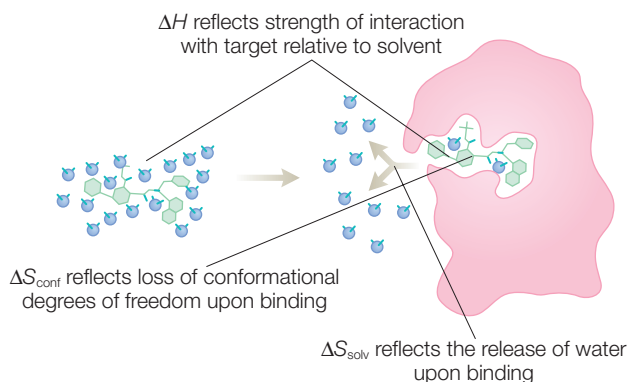 ΔH reflects strength of interaction
with target relative to solvent
ΔSconf reflects loss of conformational
degrees of freedom upon binding
ΔSsolv reflects the release of water
upon binding